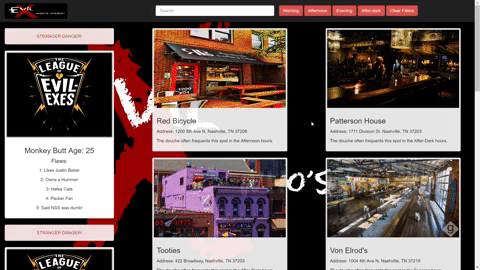 EVIL
Search
Morning
Afternoon
Evening
After-dark
Clear Filters
STRANGER DANGER!
THE
LEAGUE
OF
EVIL
EXES
Monkey Butt Age: 25
Flaws:
1: Likes Justin Beiber
2: Owns a Hummer
3: Hates Cats
4: Packer Fan
5: Said NSS was dumb!
STRANGER DANGER!
THE
LEAGUE
Red Bicycle
Address: 1200 5th Ave N, Nashville, TN 37208
The douche often frequents this spot in the Afternoon hours.
Patterson House
Address: 1711 Division St, Nashville, TN 37203
The douche often frequents this spot in the After-Dark hours.
Tooties
Address: 422 Broadway, Nashville, TN 37203
Von Elrod's
Address: 1004 4th Ave N, Nashville, TN 37219
O'S